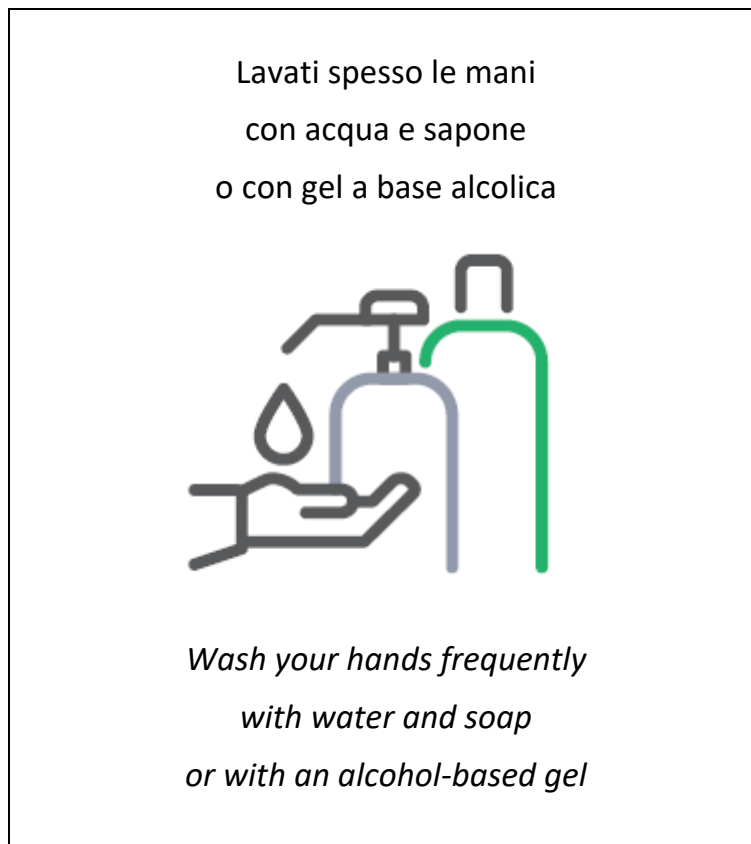 Lavati spesso le mani
con acqua e sapone
o con gel a base alcolica
Wash your hands frequently
with water and soap
or with an alcohol-based gel